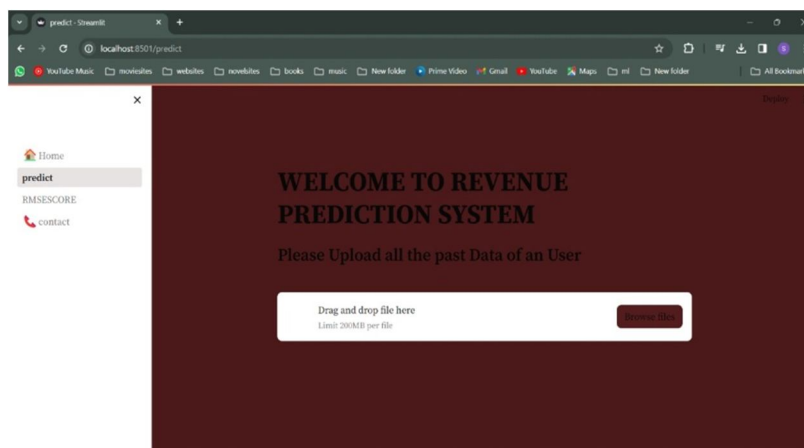 predict · Streamlit
localhost:8501/predict
YouTube Music moviesites websites novelsites books music New folder Prime Video Gmail YouTube Maps ml New folder All Bookmar
Deploy
Home
predict
RMSESCORE
contact
WELCOME TO REVENUE
PREDICTION SYSTEM
Please Upload all the past Data of an User
Drag and drop file here
Limit 200MB per file
Browse files